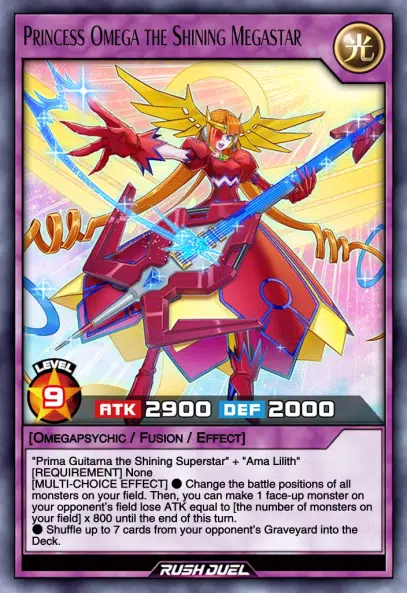 Princess Omega the Shining Megastar
光
LEVEL
9
ATK 2900 DEF 2000
[Omegapsychic / Fusion / Effect]
"Prima Guitarna the Shining Superstar" + "Ama Lilith"
[REQUIREMENT] None
[MULTI-CHOICE EFFECT] ● Change the battle positions of all
monsters on your field. Then, you can make 1 face-up monster on
your opponent's field lose ATK equal to [the number of monsters on
your field] x 800 until the end of this turn.
● Shuffle up to 7 cards from your opponent's Graveyard into the
Deck.
RUSH DUEL